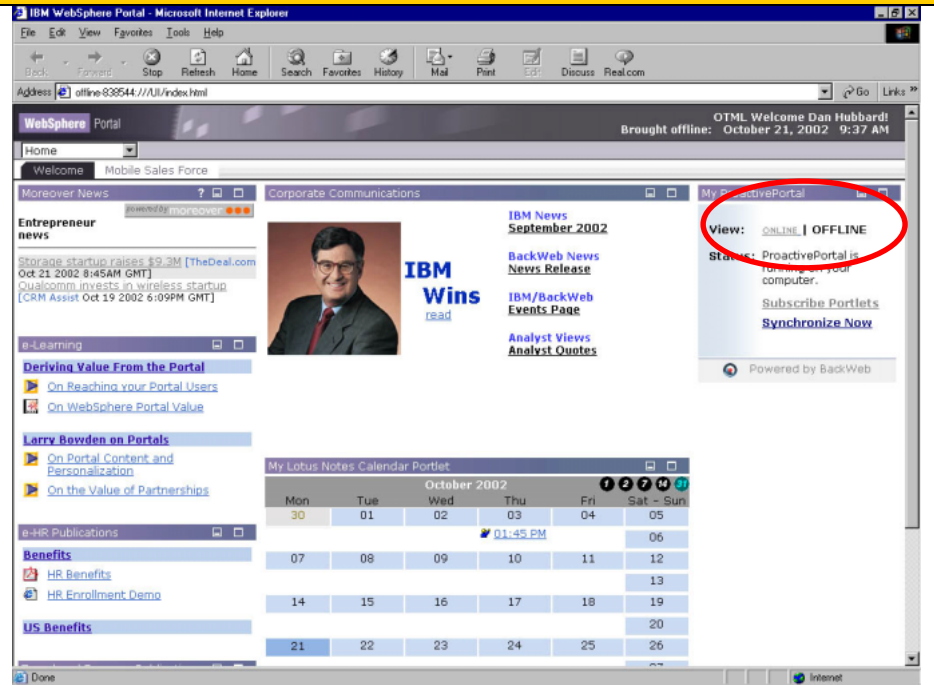 IBM WebSphere Portal - Microsoft Internet Explorer
File Edit View Favorites Tools Help
Back Forward Stop Refresh Home Search Favorites History Mail Print Edit Discuss Real.com
Address offline-838544:///UI/index.html Go Links »
WebSphere Portal
OTML Welcome Dan Hubbard!
Brought offline: October 21, 2002 9:37 AM
Home
Welcome Mobile Sales Force
Moreover News ?
powered by moreover
Entrepreneur
news
Storage startup raises $9.3M [TheDeal.com
Oct 21 2002 8:45AM GMT]
Qualcomm invests in wireless startup
[CRM Assist Oct 19 2002 6:09PM GMT]
e-Learning
Deriving Value From the Portal
On Reaching your Portal Users
On WebSphere Portal Value
Larry Bowden on Portals
On Portal Content and
Personalization
On the Value of Partnerships
e-HR Publications
Benefits
HR Benefits
HR Enrollment Demo
US Benefits
Corporate Communications
IBM
Wins
read
IBM News
September 2002
BackWeb News
News Release
IBM/BackWeb
Events Page
Analyst Views
Analyst Quotes
My Lotus Notes Calendar Portlet
October 2002 1 2 7 14 31
Mon Tue Wed Thu Fri Sat - Sun
30 01 02 03 04 05
01:45 PM
06
07 08 09 10 11 12
13
14 15 16 17 18 19
20
21 22 23 24 25 26
27
My ProactivePortal
View: ONLINE | OFFLINE
Status: ProactivePortal is
running on your
computer.
Subscribe Portlets
Synchronize Now
Powered by BackWeb
Done Internet